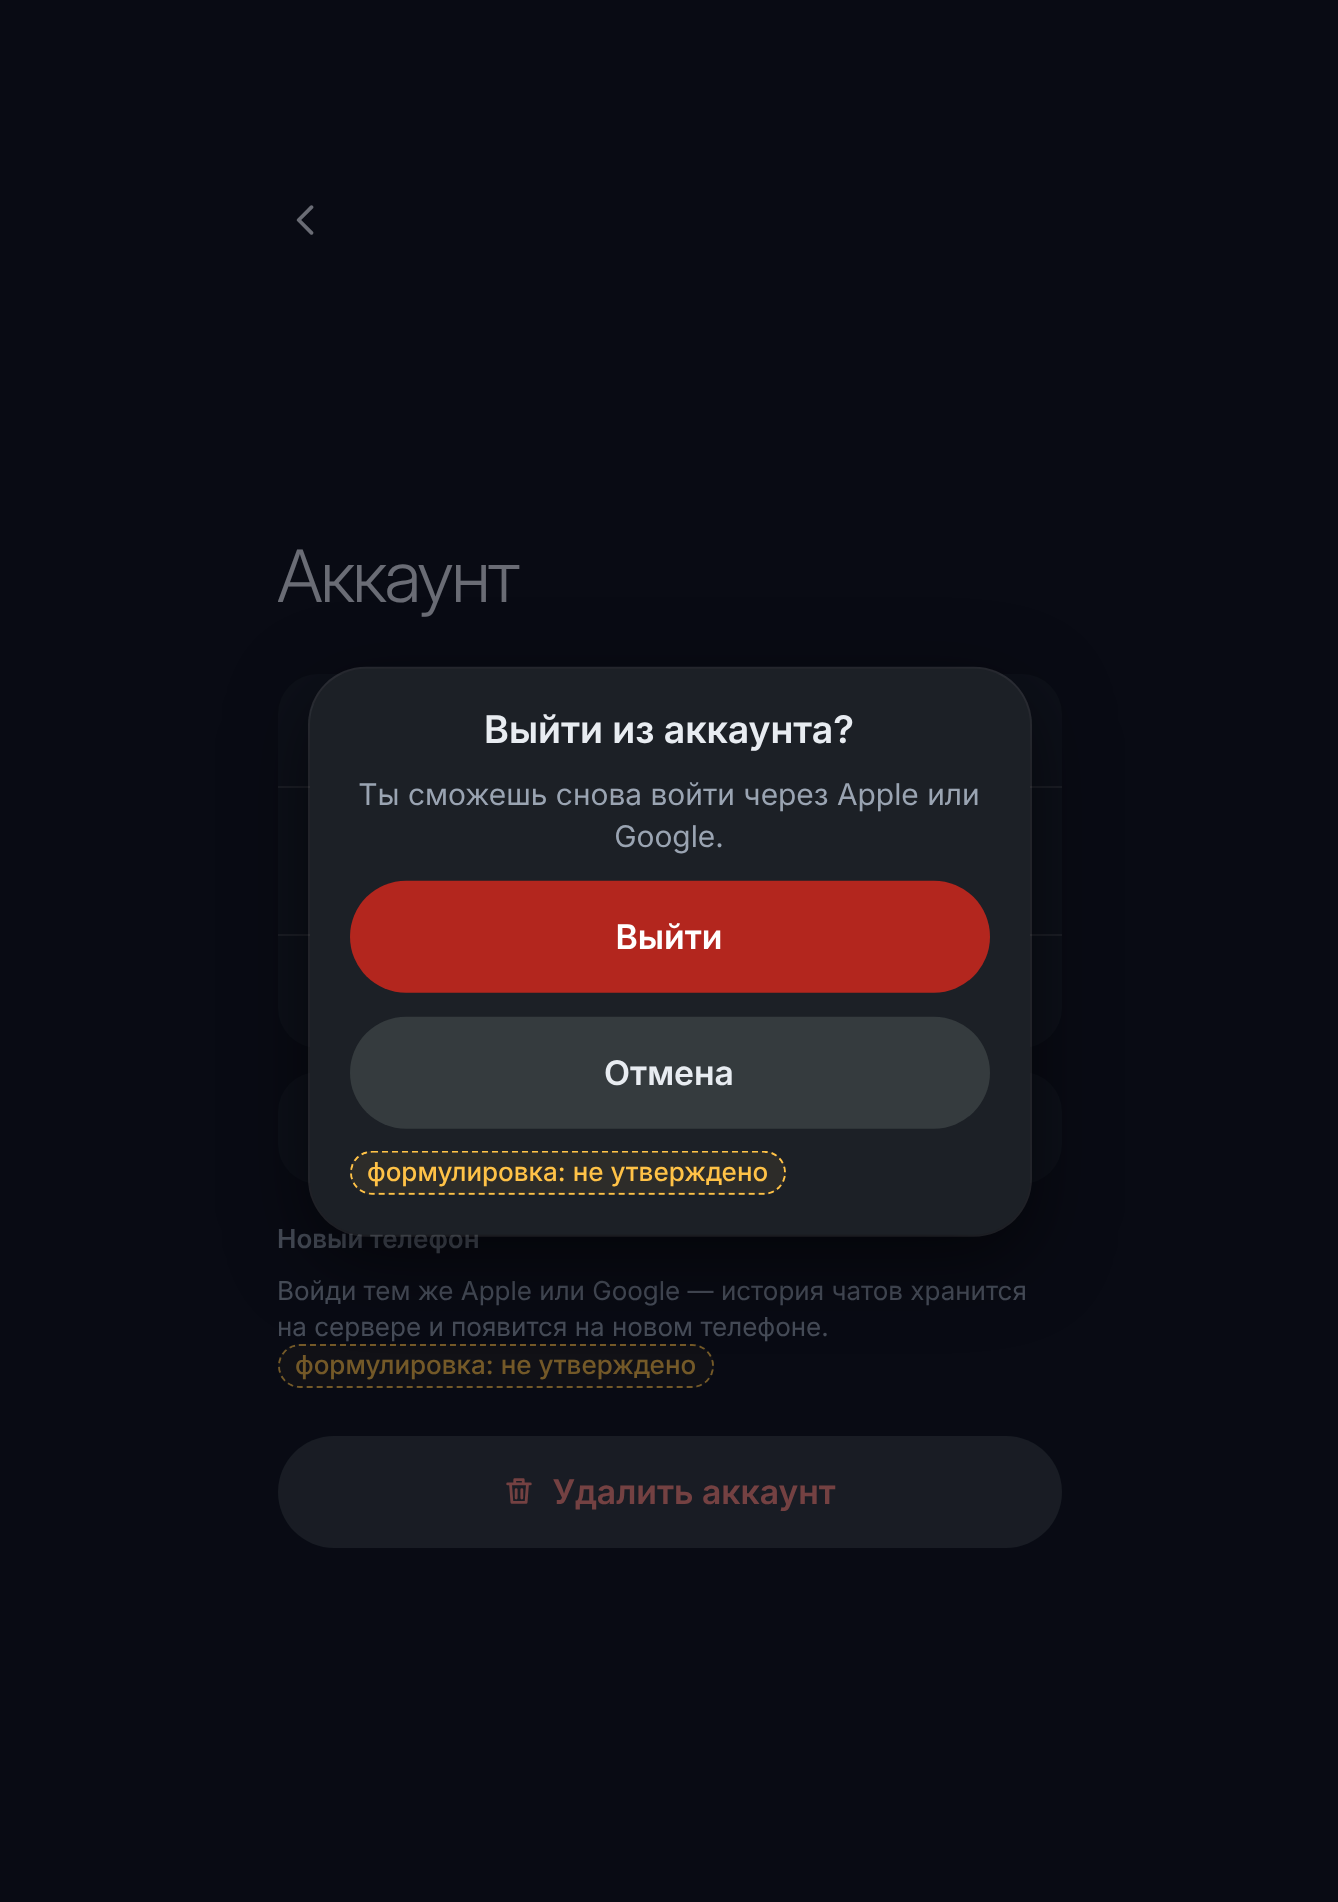 Аккаунт
Выйти из аккаунта?
Ты сможешь снова войти через Apple или
Google.
Выйти
Отмена
формулировка: не утверждено
Новый телефон
Войди тем же Apple или Google — история чатов хранится
на сервере и появится на новом телефоне.
формулировка: не утверждено
Удалить аккаунт